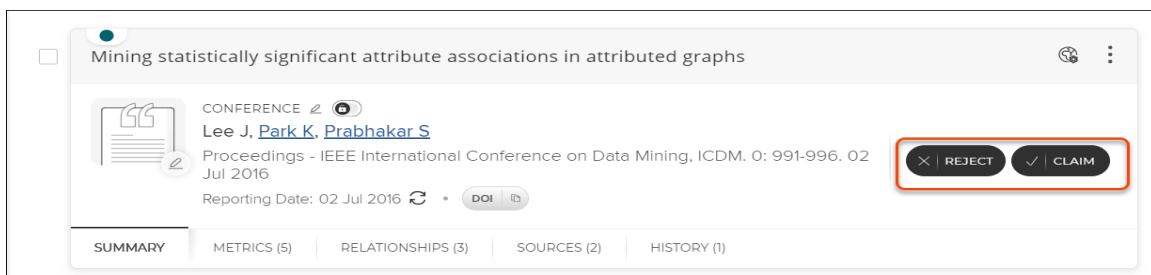 Mining statistically significant attribute associations in attributed graphs
CONFERENCE
Lee J, Park K, Prabhakar S
Proceedings - IEEE International Conference on Data Mining, ICDM. 0: 991-996. 02
Jul 2016
REJECT
CLAIM
Reporting Date: 02 Jul 2016 • DOI
SUMMARY METRICS (5) RELATIONSHIPS (3) SOURCES (2) HISTORY (1)